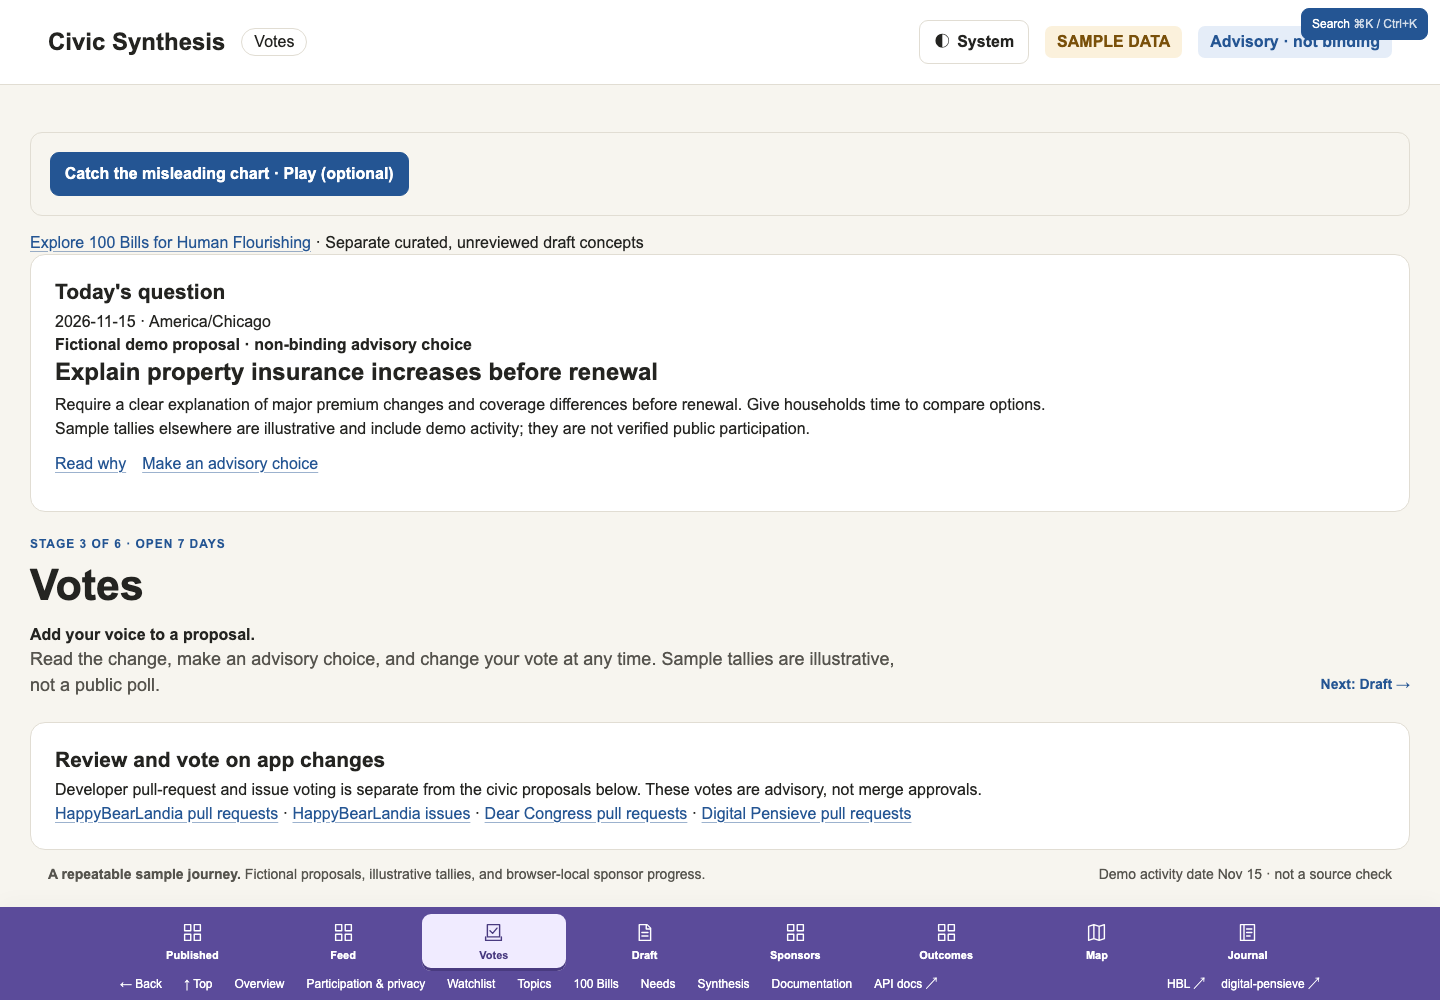 Civic Synthesis Votes System SAMPLE DATA Advisory · not binding
Search ⌘K / Ctrl+K
Catch the misleading chart · Play (optional)
Explore 100 Bills for Human Flourishing · Separate curated, unreviewed draft concepts
Today's question
2026-11-15 · America/Chicago
Fictional demo proposal · non-binding advisory choice
Explain property insurance increases before renewal
Require a clear explanation of major premium changes and coverage differences before renewal. Give households time to compare options.
Sample tallies elsewhere are illustrative and include demo activity; they are not verified public participation.
Read why Make an advisory choice
STAGE 3 OF 6 · OPEN 7 DAYS
Votes
Add your voice to a proposal.
Read the change, make an advisory choice, and change your vote at any time. Sample tallies are illustrative,
not a public poll.
Next: Draft →
Review and vote on app changes
Developer pull-request and issue voting is separate from the civic proposals below. These votes are advisory, not merge approvals.
HappyBearLandia pull requests · HappyBearLandia issues · Dear Congress pull requests · Digital Pensieve pull requests
A repeatable sample journey. Fictional proposals, illustrative tallies, and browser-local sponsor progress. Demo activity date Nov 15 · not a source check
Published Feed Votes Draft Sponsors Outcomes Map Journal
← Back ↑ Top Overview Participation & privacy Watchlist Topics 100 Bills Needs Synthesis Documentation API docs ↗ HBL ↗ digital-pensieve ↗